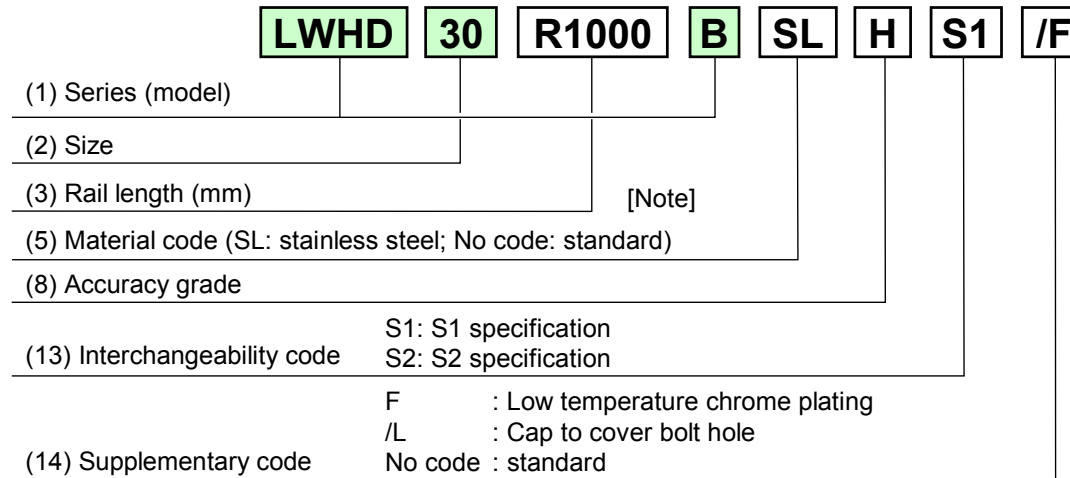 LWHD 30 R1000 B SL H S1 /F
(1) Series (model)
(2) Size
(3) Rail length (mm) [Note]
(5) Material code (SL: stainless steel; No code: standard)
(8) Accuracy grade
S1: S1 specification
(13) Interchangeability code S2: S2 specification
F : Low temperature chrome plating
/L : Cap to cover bolt hole
(14) Supplementary code No code : standard